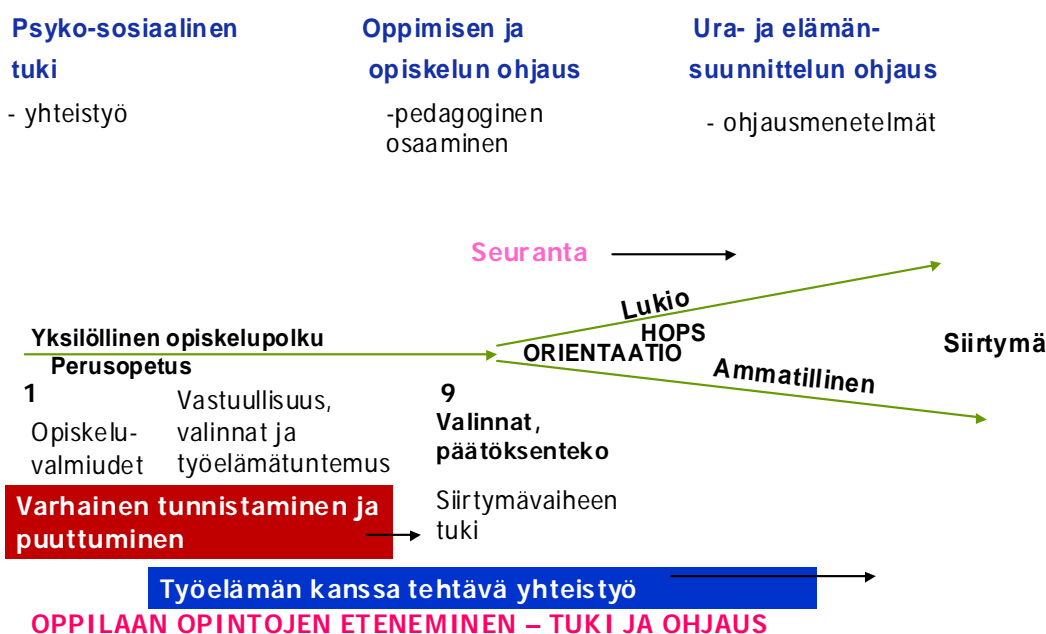 Psyko-sosiaalinen
tuki
- yhteistyö
Oppimisen ja
opiskelun ohjaus
-pedagoginen
osaaminen
Ura- ja elämän-
suunnittelun ohjaus
- ohjausmenetelmät
Seuranta
Lukio
HOPS
ORIENTAATIO
Ammatillinen
Siirtymä
Yksilöllinen opiskelupolku
Perusopetus
1
Opiskelu-
valmiudet
Vastuullisuus,
valinnat ja
työelämätuntemus
9
Valinnat,
päätöksenteko
Siirtymävaiheen
tuki
Varhainen tunnistaminen ja
puuttuminen
Työelämän kanssa tehtävä yhteistyö
OPPILAAN OPINTOJEN ETENEMINEN – TUKI JA OHJAUS